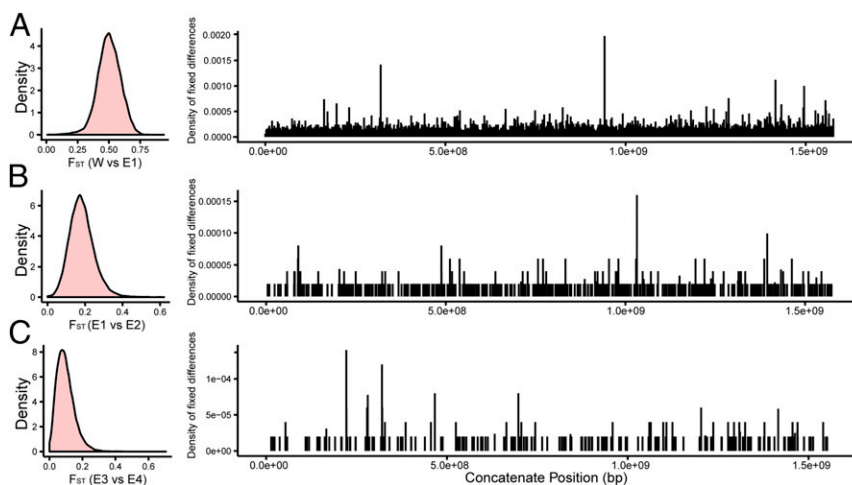 A
Density
4
3
2
1
0
0.00 0.25 0.50 0.75
FST (W vs E1)
Density of fixed differences
0.0020
0.0015
0.0010
0.0005
0.0000
0.0e+00 5.0e+08 1.0e+09 1.5e+09
B
Density
6
4
2
0
0.0 0.2 0.4 0.6
FST (E1 vs E2)
Density of fixed differences
0.00015
0.00010
0.00005
0.00000
0.0e+00 5.0e+08 1.0e+09 1.5e+09
C
Density
8
6
4
2
0
0.0 0.2 0.4 0.6
FST (E3 vs E4)
Density of fixed differences
1e−04
5e−05
0e+00
0.0e+00 5.0e+08 1.0e+09 1.5e+09
Concatenate Position (bp)